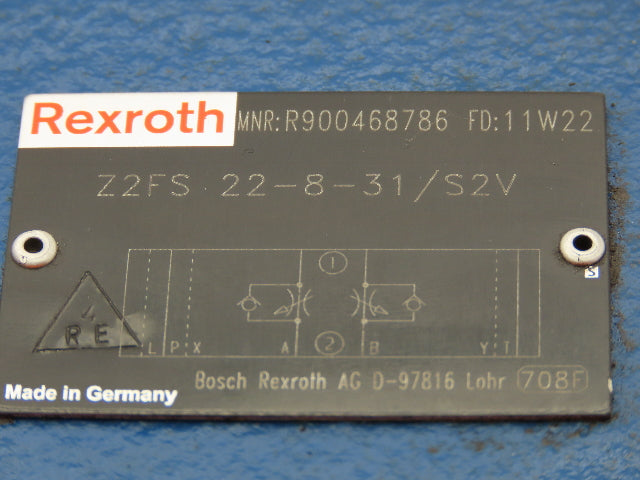 Rexroth MNR:R900468786 FD:11W22
Z2FS 22-8-31/S2V
1
4
RE
L P X A 2 B Y T
S
Made in Germany Bosch Rexroth AG D-97816 Lohr 708F